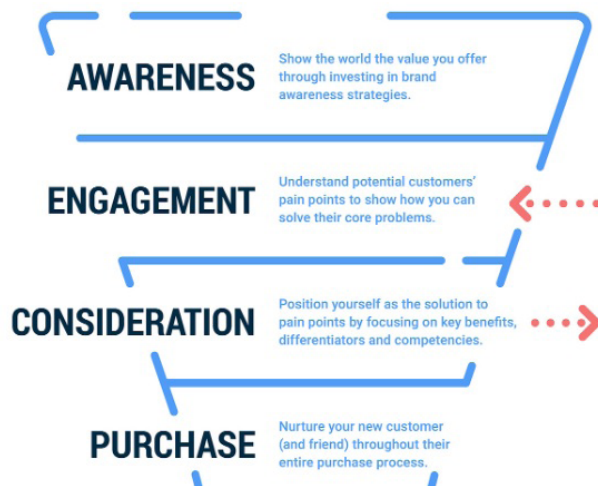 AWARENESS
Show the world the value you offer
through investing in brand
awareness strategies.
ENGAGEMENT
Understand potential customers'
pain points to show how you can
solve their core problems.
CONSIDERATION
Position yourself as the solution to
pain points by focusing on key benefits,
differentiators and competencies.
PURCHASE
Nurture your new customer
(and friend) throughout their
entire purchase process.